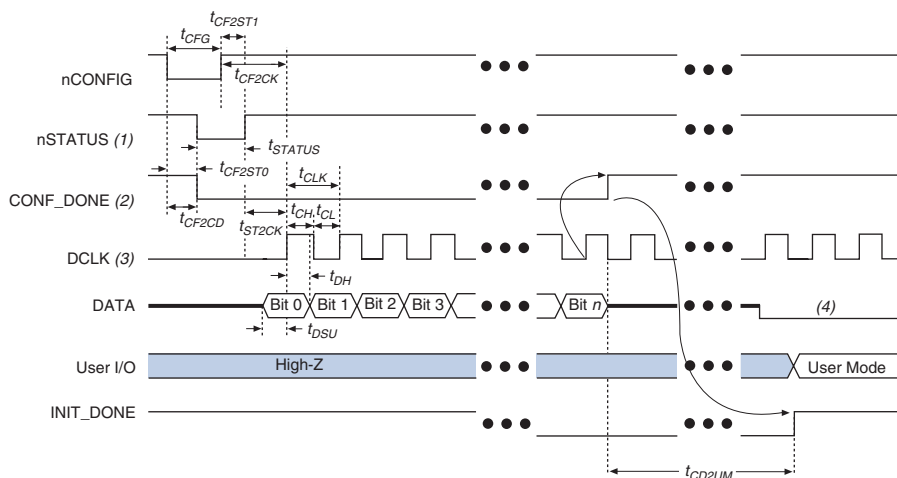 tCF2ST1
tCFG
nCONFIG
tCF2CK
nSTATUS (1)
tSTATUS
tCF2ST0
tCLK
CONF_DONE (2)
tCF2CD
tST2CK
tCH tCL
DCLK (3)
tDH
DATA Bit 0 Bit 1 Bit 2 Bit 3 Bit n (4)
tDSU
User I/O High-Z User Mode
INIT_DONE
tCD2UM